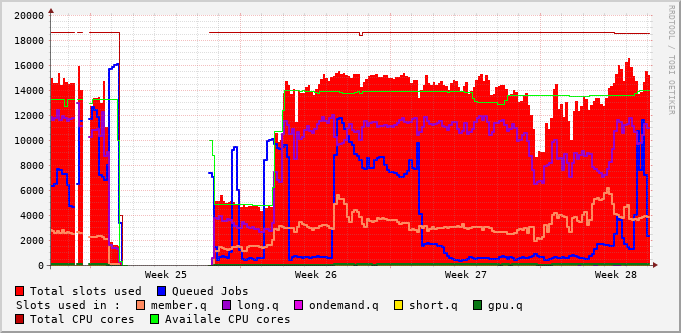 20000
18000
16000
14000
12000
10000
8000
6000
4000
2000
0
Week 25 Week 26 Week 27 Week 28
RRDTOOL / TOBI OETIKER
Total slots used Queued Jobs
Slots used in : member.q long.q ondemand.q short.q gpu.q
Total CPU cores Availale CPU cores